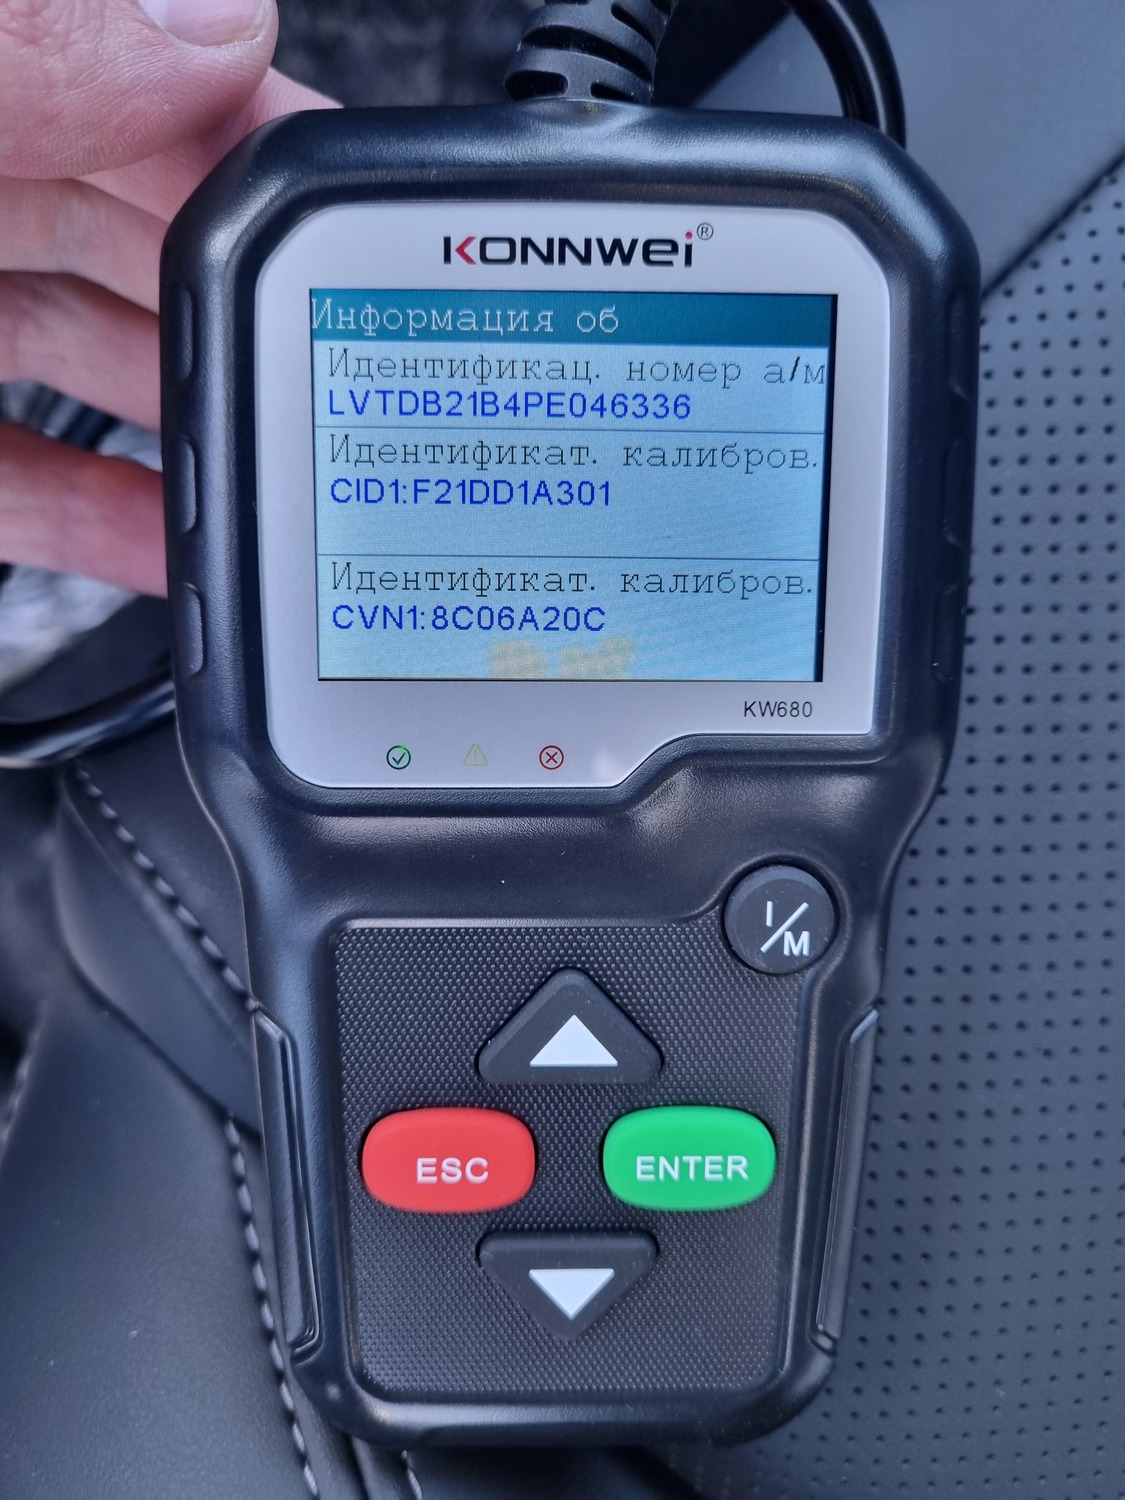 KONNWEI®
Информация об
Идентификац. номер а/м
LVTDB21B4PE046336
Идентификат. калибров.
CID1:F21DD1A301
Идентификат. калибров.
CVN1:8C06A20C
KW680
I/M
ESC
ENTER